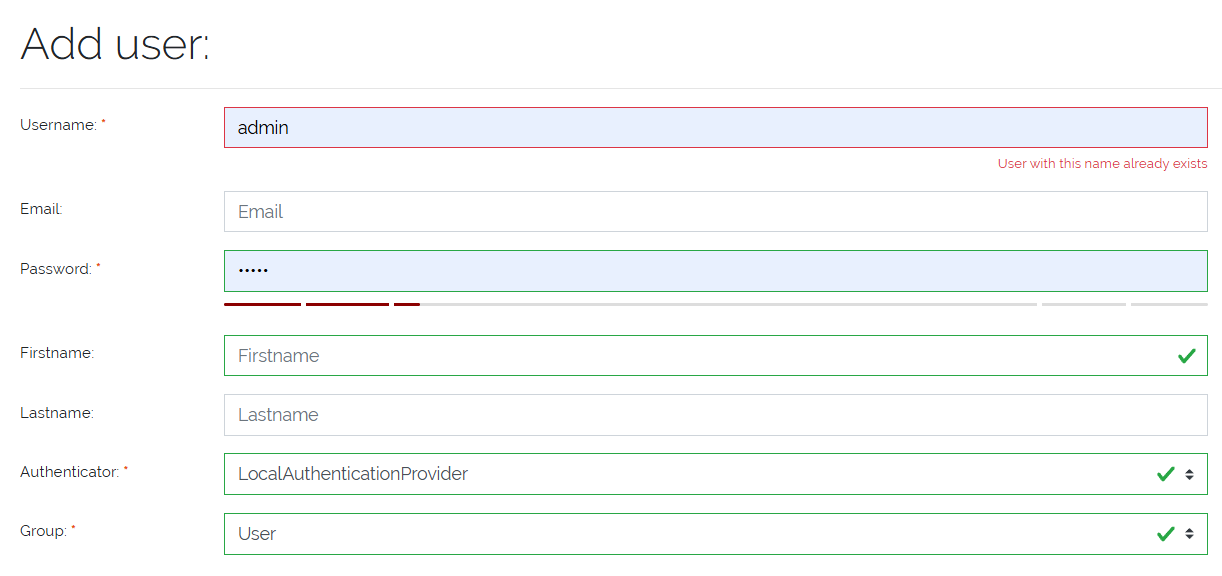 Add user:
Username: *
admin
User with this name already exists
Email:
Email
Password: *
•••••
Firstname:
Firstname
Lastname:
Lastname
Authenticator: *
LocalAuthenticationProvider
Group: *
User